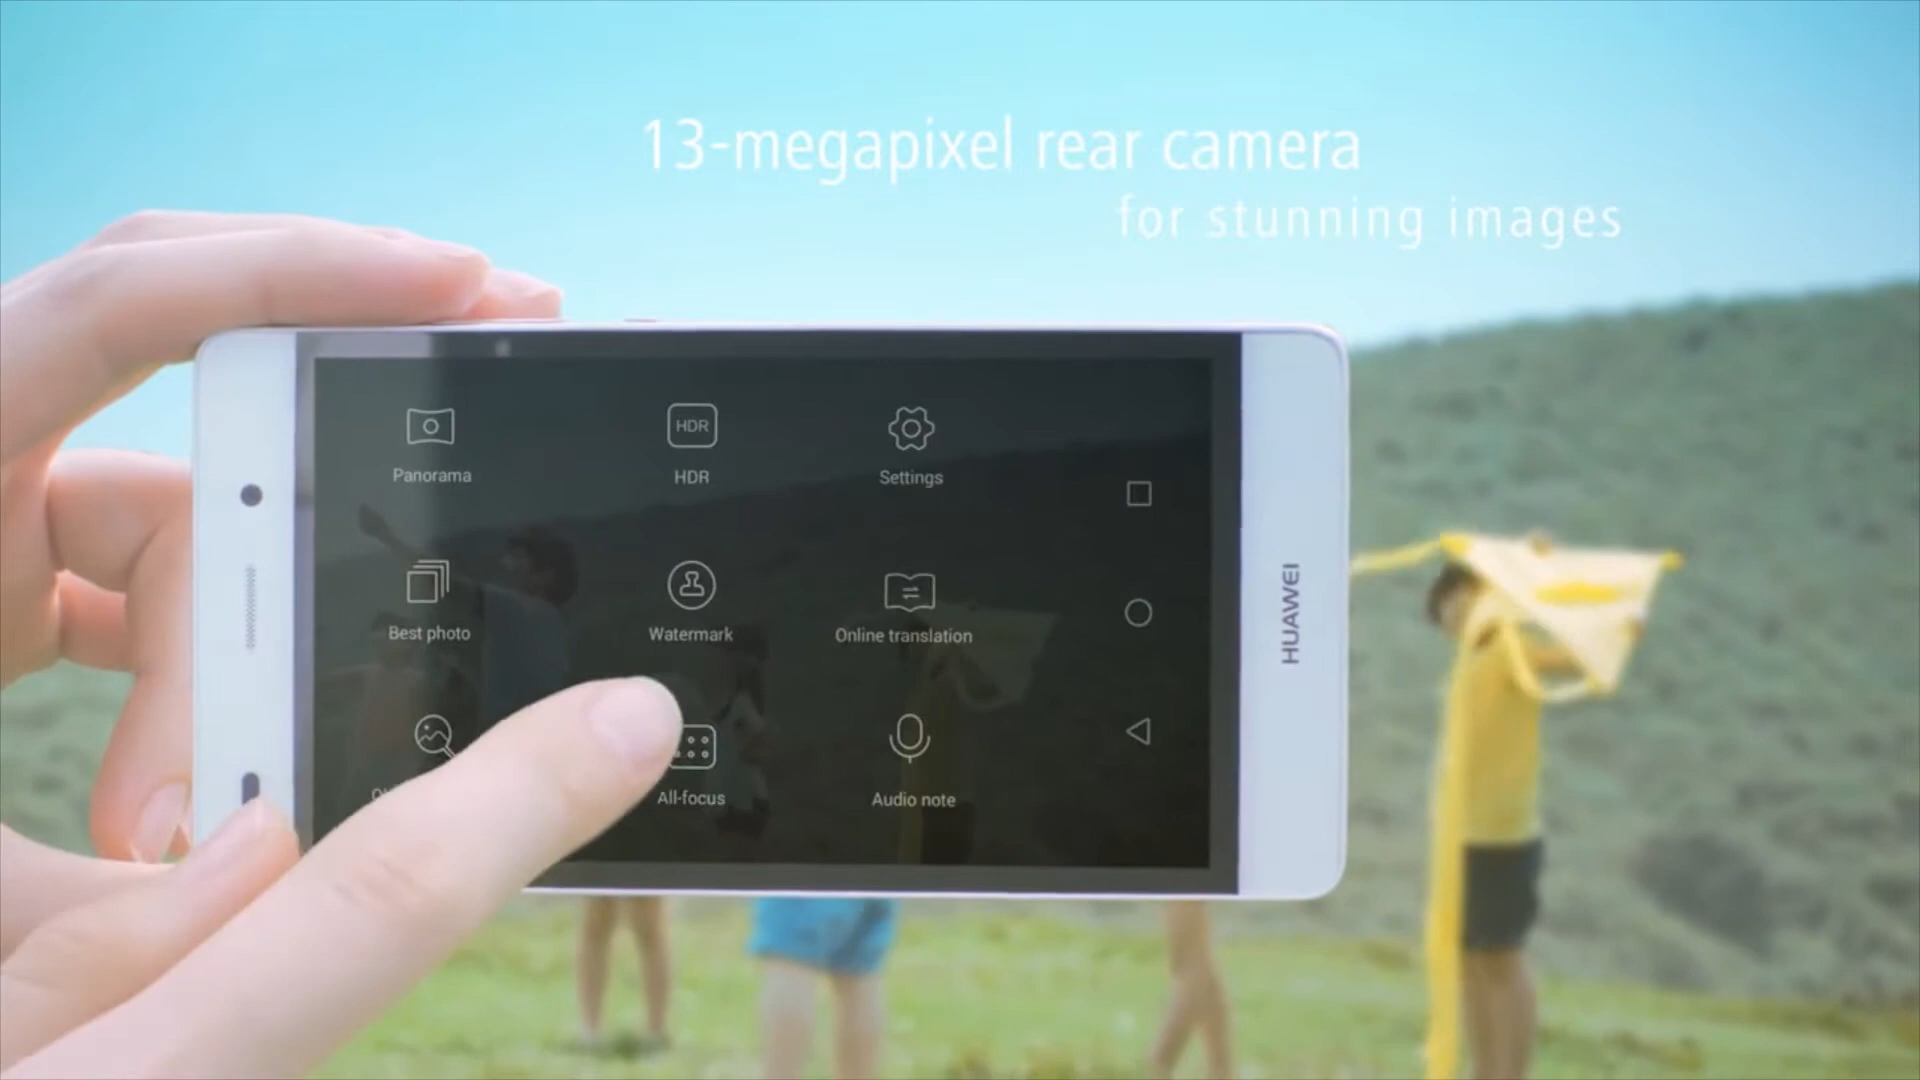 13-megapixel rear camera
for stunning images
Panorama
HDR
HDR
Settings
Best photo
Watermark
Online translation
All-focus
Audio note
HUAWEI